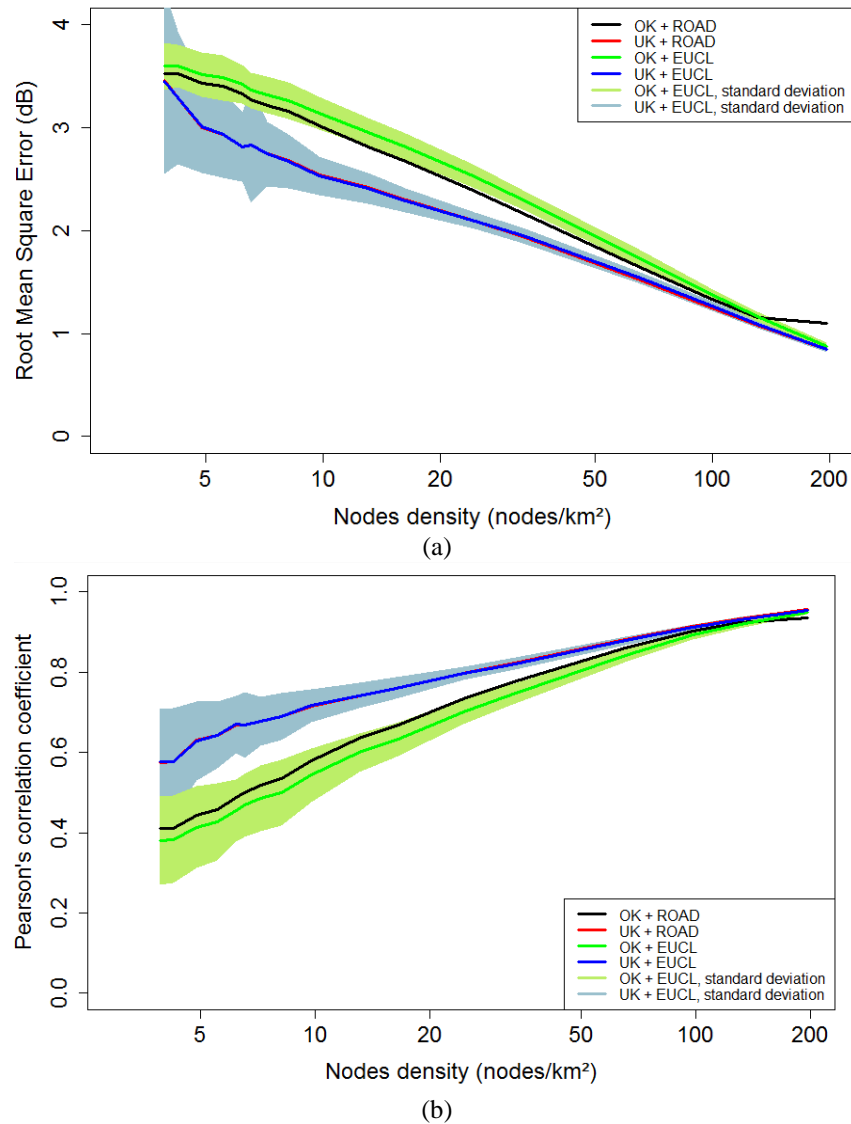 4
3
2
1
0
Root Mean Square Error (dB)
OK + ROAD
UK + ROAD
OK + EUCL
UK + EUCL
OK + EUCL, standard deviation
UK + EUCL, standard deviation
5 10 20 50 100 200
Nodes density (nodes/km²)
(a)
1.0
0.8
0.6
0.4
0.2
0.0
Pearson's correlation coefficient
OK + ROAD
UK + ROAD
OK + EUCL
UK + EUCL
OK + EUCL, standard deviation
UK + EUCL, standard deviation
5 10 20 50 100 200
Nodes density (nodes/km²)
(b)